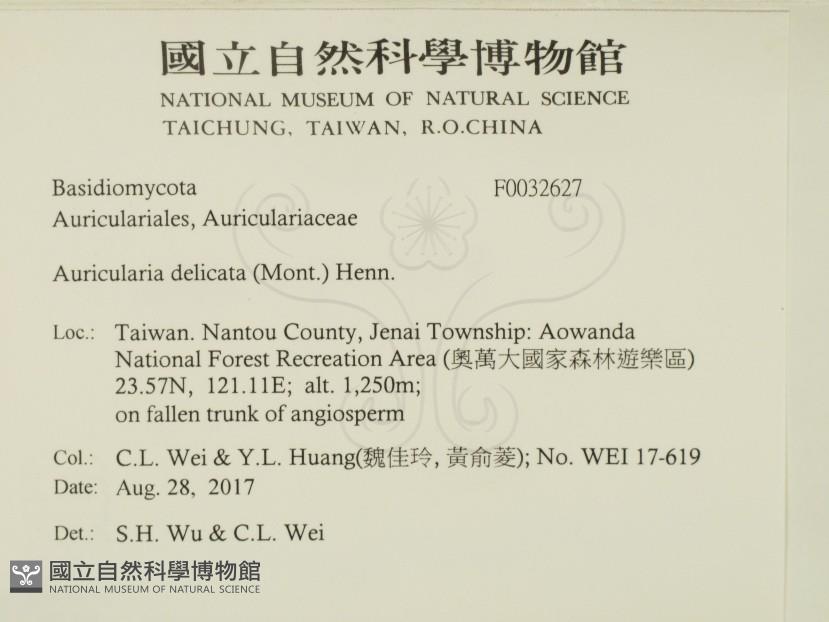 國立自然科學博物館
NATIONAL MUSEUM OF NATURAL SCIENCE
TAICHUNG, TAIWAN, R.O.CHINA
Basidiomycota F0032627
Auriculariales, Auriculariaceae
Auricularia delicata (Mont.) Henn.
Loc.: Taiwan. Nantou County, Jenai Township: Aowanda
National Forest Recreation Area (奧萬大國家森林遊樂區)
23.57N, 121.11E; alt. 1,250m;
on fallen trunk of angiosperm
Col.: C.L. Wei & Y.L. Huang(魏佳玲, 黃俞菱); No. WEI 17-619
Date: Aug. 28, 2017
Det.: S.H. Wu & C.L. Wei
國立自然科學博物館
NATIONAL MUSEUM OF NATURAL SCIENCE